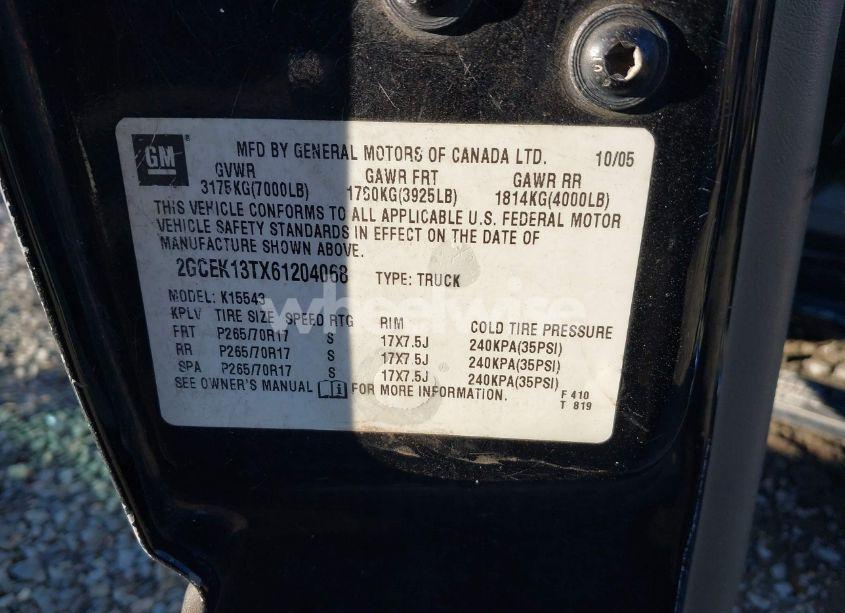 GM
MFD BY GENERAL MOTORS OF CANADA LTD. 10/05
GVWR GAWR FRT GAWR RR
3175KG(7000LB) 1780KG(3925LB) 1814KG(4000LB)
THIS VEHICLE CONFORMS TO ALL APPLICABLE U.S. FEDERAL MOTOR
VEHICLE SAFETY STANDARDS IN EFFECT ON THE DATE OF
MANUFACTURE SHOWN ABOVE.
2GCEK13TX61204068 TYPE: TRUCK
MODEL: K15543
KPLV TIRE SIZE SPEED RTG RIM COLD TIRE PRESSURE
FRT P265/70R17 S 17X7.5J 240KPA(35PSI)
RR P265/70R17 S 17X7.5J 240KPA(35PSI)
SPA P265/70R17 S 17X7.5J 240KPA(35PSI)
SEE OWNER'S MANUAL FOR MORE INFORMATION.
F 410
T 819
wheelwise